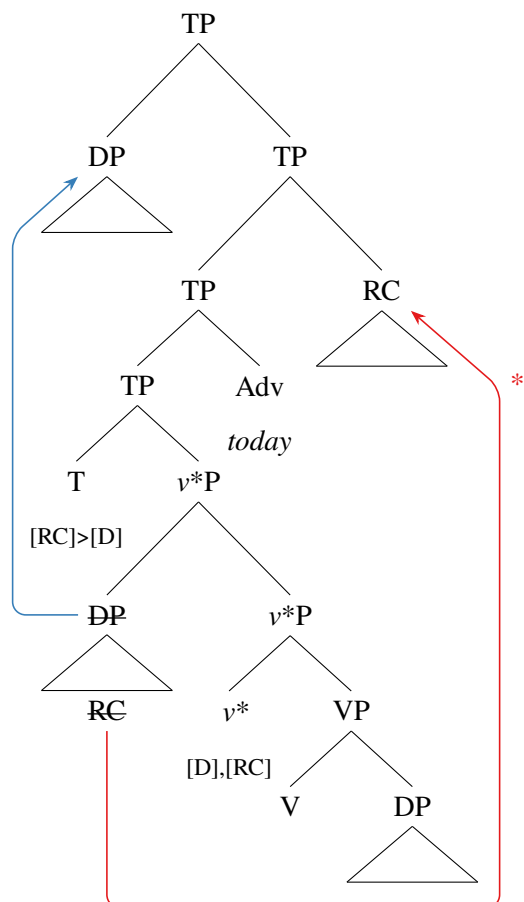 TP
DP TP
TP RC
TP Adv *
today
T v*P
[RC]>[D]
DP v*P
RC v* VP
[D],[RC]
V DP